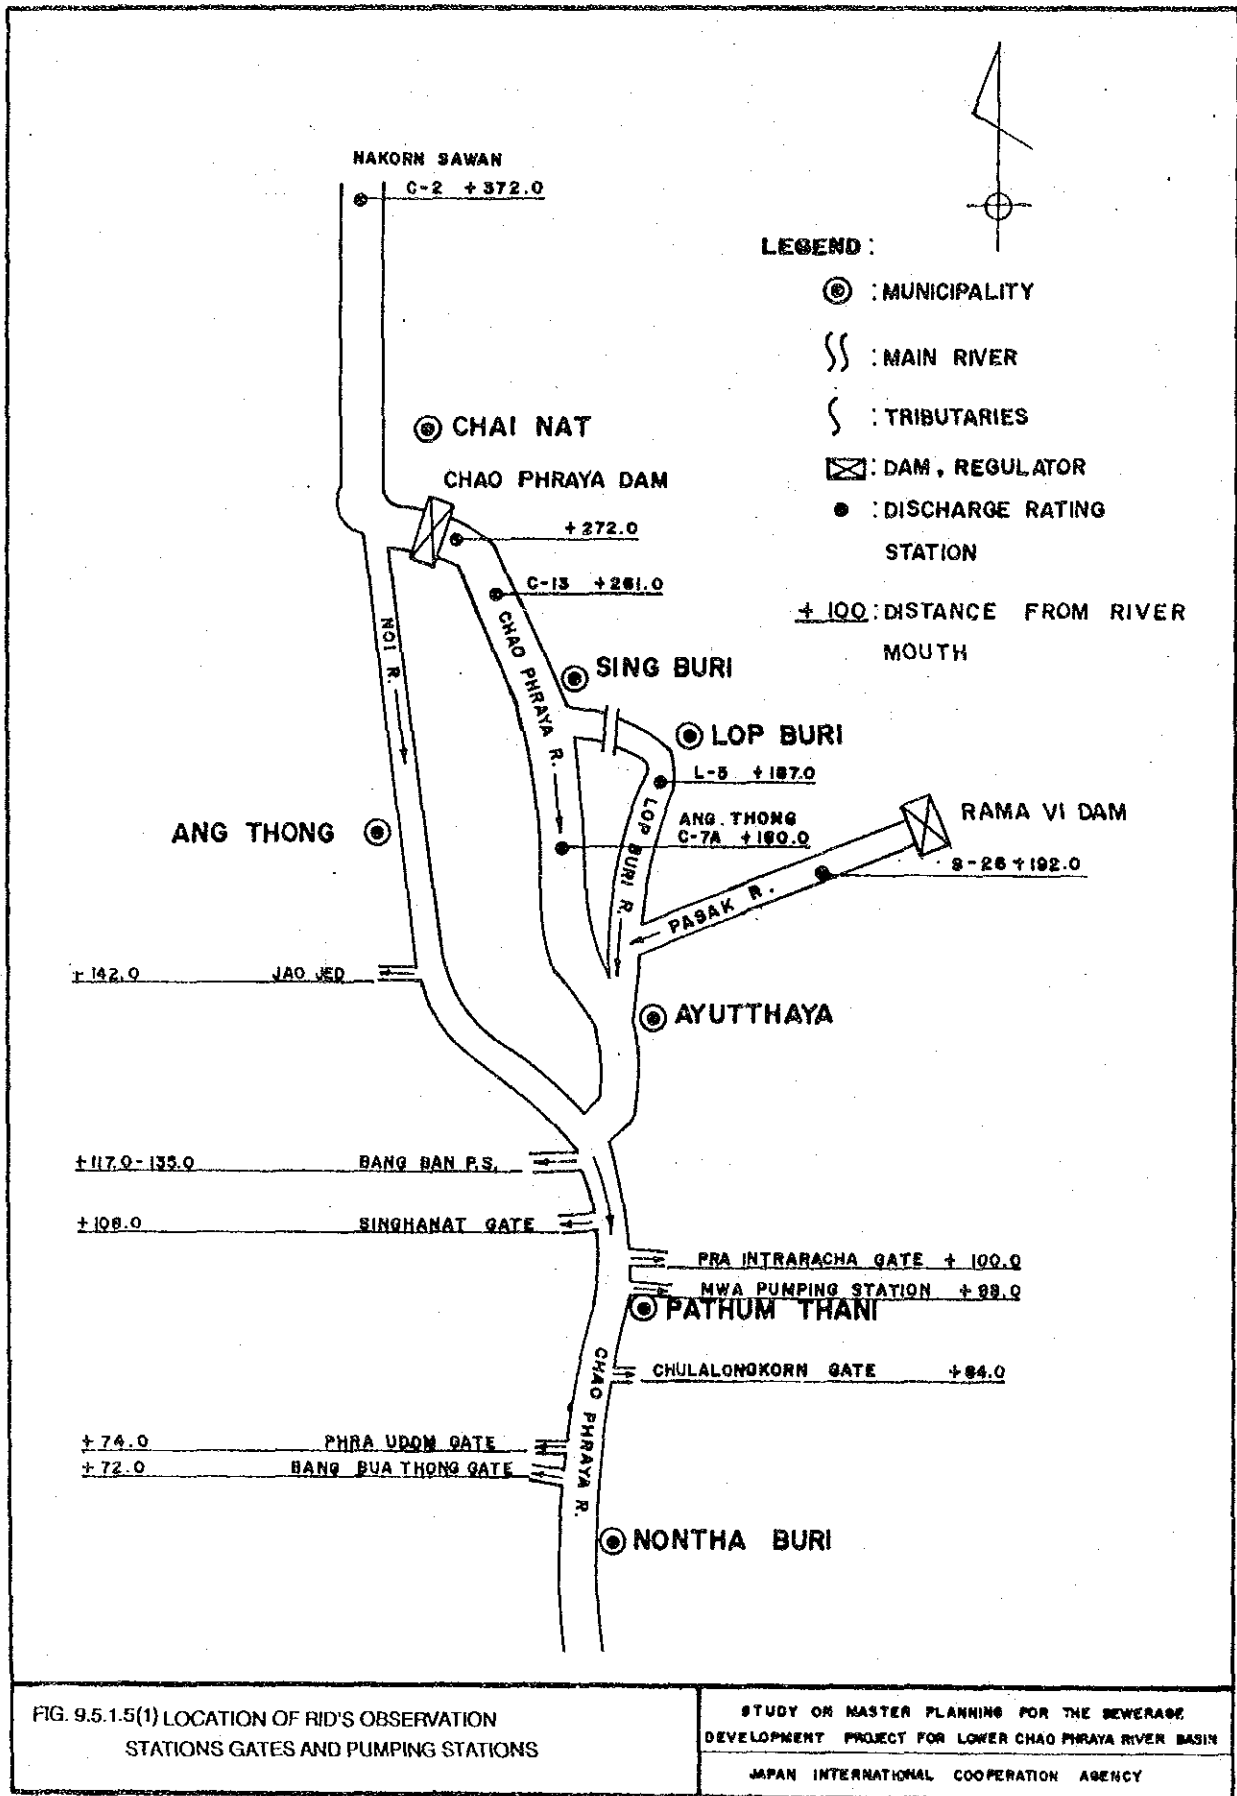 NAKORN SAWAN
C-2 +372.0
LEGEND :
: MUNICIPALITY
: MAIN RIVER
: TRIBUTARIES
: DAM, REGULATOR
: DISCHARGE RATING
STATION
+ 100 : DISTANCE FROM RIVER
MOUTH
CHAI NAT
CHAO PHRAYA DAM
+272.0
C-13 +261.0
NOI R.
CHAO PHRAYA R.
SING BURI
LOP BURI
L-5 +187.0
LOP BURI R.
ANG THONG
ANG. THONG
C-7A +180.0
RAMA VI DAM
S-26 +192.0
PASAK R.
+142.0 JAO JED
AYUTTHAYA
+117.0-135.0 BANG BAN P.S.
+108.0 SINGHANAT GATE
PRA INTRARACHA GATE + 100.0
MWA PUMPING STATION +99.0
PATHUM THANI
CHULALONGKORN GATE +84.0
CHAO PHRAYA R.
+74.0 PHRA UDOM GATE
+72.0 BANG BUA THONG GATE
NONTHA BURI
FIG. 9.5.1.5(1) LOCATION OF RID'S OBSERVATION
STATIONS GATES AND PUMPING STATIONS
STUDY ON MASTER PLANNING FOR THE SEWERAGE
DEVELOPMENT PROJECT FOR LOWER CHAO PHRAYA RIVER BASIN
JAPAN INTERNATIONAL COOPERATION AGENCY